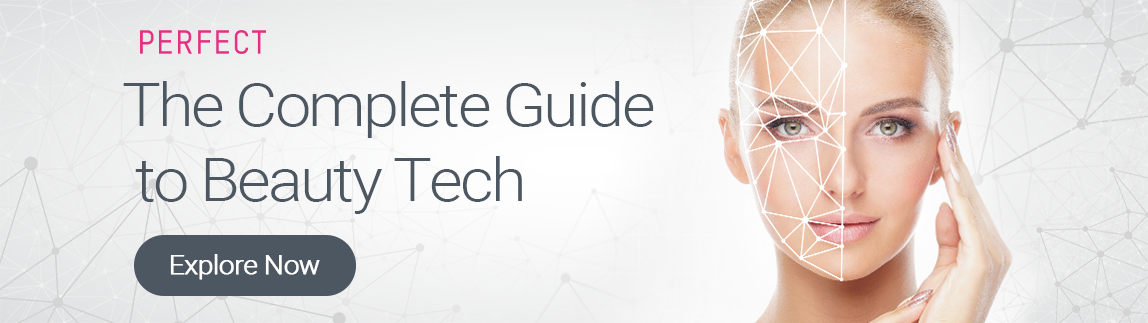 PERFECT
The Complete Guide
to Beauty Tech
Explore Now